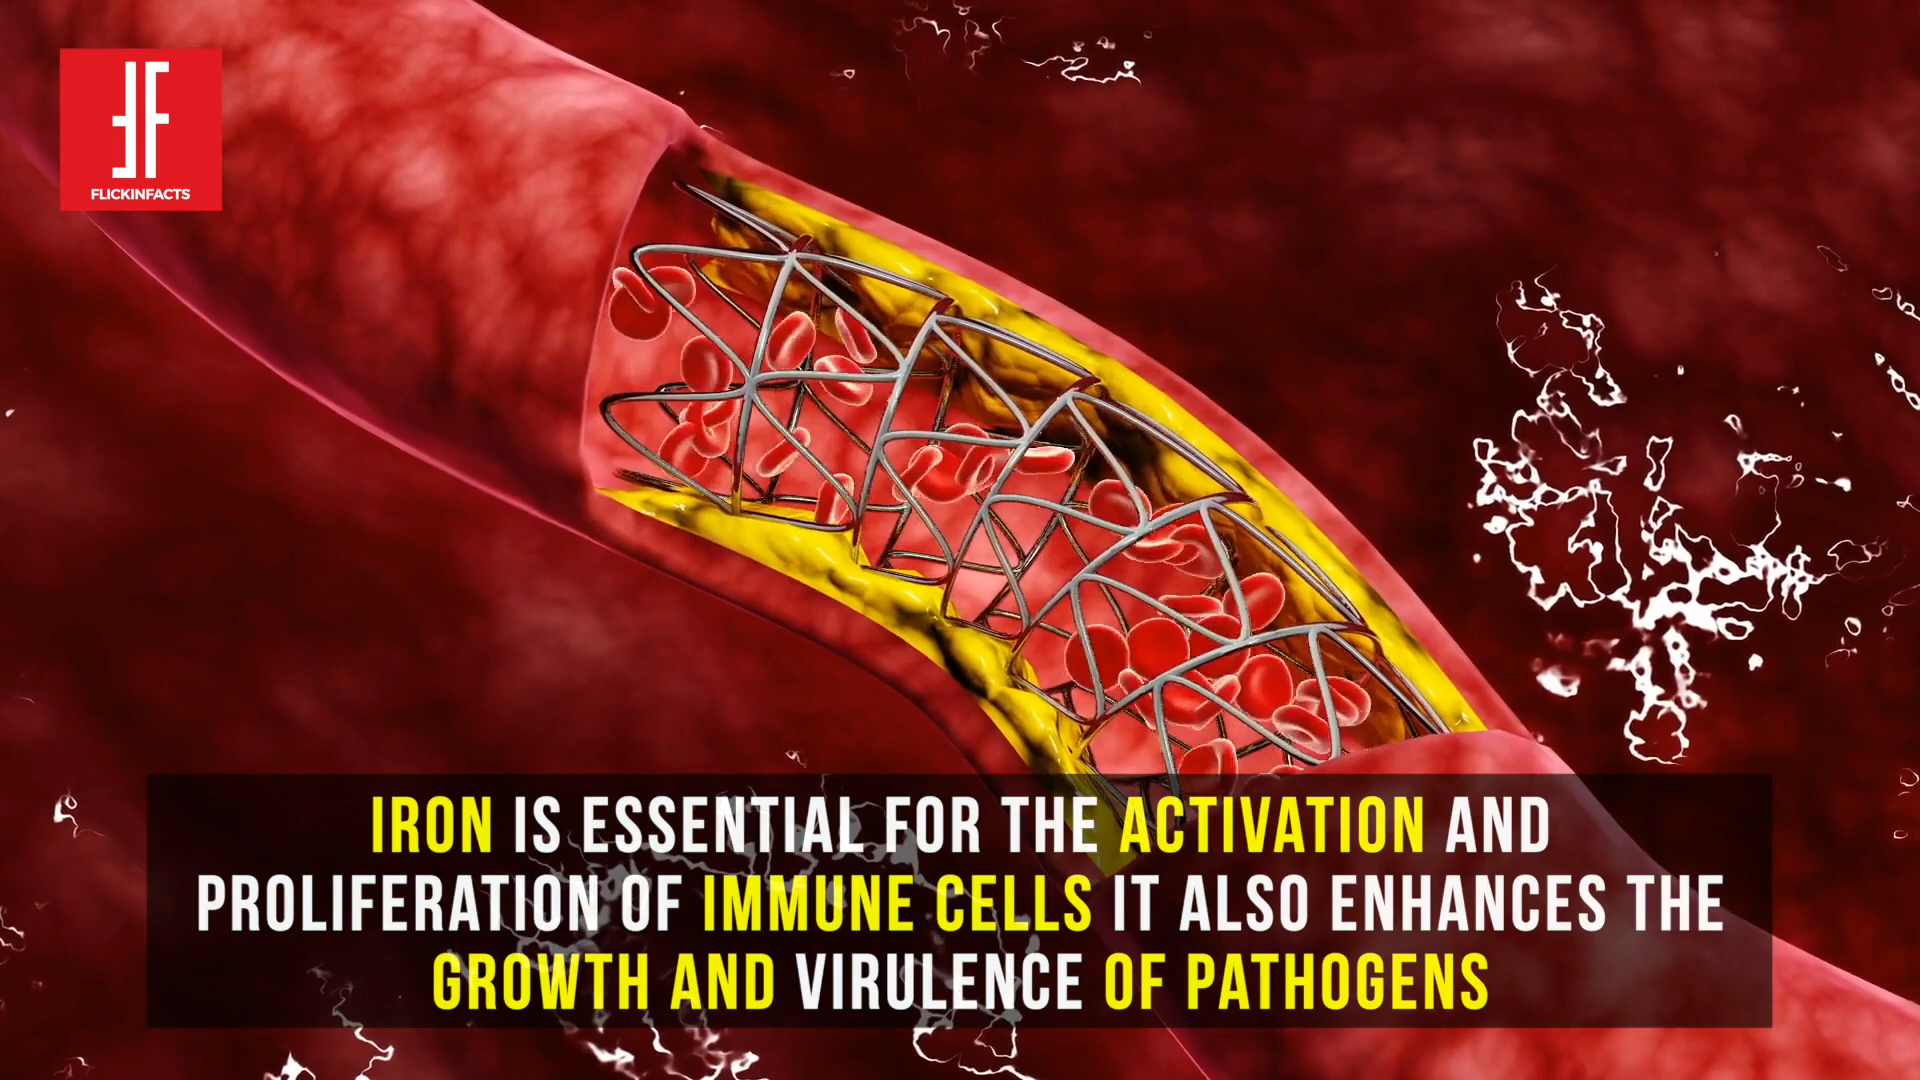 FLICKINFACTS
IRON IS ESSENTIAL FOR THE ACTIVATION AND
PROLIFERATION OF IMMUNE CELLS IT ALSO ENHANCES THE
GROWTH AND VIRULENCE OF PATHOGENS